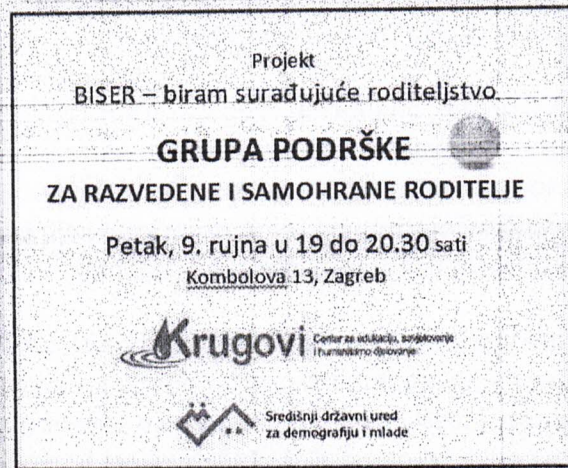 Projekt
BISER – biram surađujuće roditeljstvo
GRUPA PODRŠKE
ZA RAZVEDENE I SAMOHRANE RODITELJE
Petak, 9. rujna u 19 do 20.30 sati
Kombolova 13, Zagreb
Krugovi
Centar za edukaciju, savjetovanje
i humanitarno djelovanje
Središnji državni ured
za demografiju i mlade